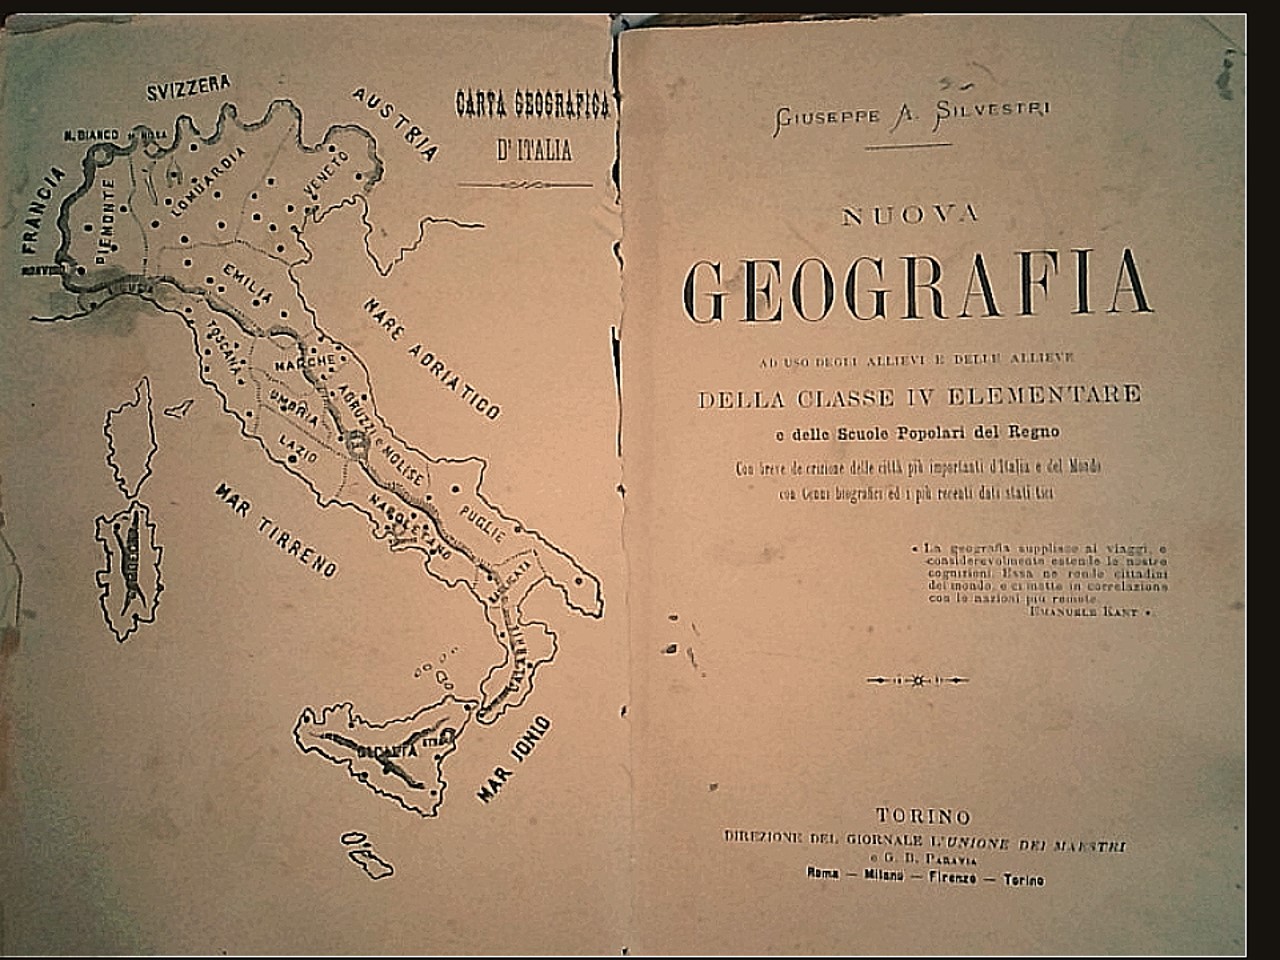 CARTA GEOGRAFICA
D'ITALIA
SVIZZERA
AUSTRIA
M. BIANCO
FRANCIA
PIEMONTE
LOMBARDIA
VENETO
LIGURIA
EMILIA
TOSCANA
MARCHE
UMBRIA
LAZIO
ABRUZZI e MOLISE
NAPOLETANO
PUGLIE
BASILICATA
CALABRIA
SICILIA
ETNA
MARE ADRIATICO
MAR TIRRENO
MAR JONIO
GIUSEPPE A. SILVESTRI
NUOVA
GEOGRAFIA
AD USO DEGLI ALLIEVI E DELLE ALLIEVE
DELLA CLASSE IV ELEMENTARE
e delle Scuole Popolari del Regno
Con breve descrizione delle città più importanti d'Italia e del Mondo
con Cenni biografici ed i più recenti dati statistici
« La geografia supplisce ai viaggi, e
considerevolmente estende le nostre
cognizioni. Essa ne rende cittadini
del mondo, e ci mette in correlazione
con le nazioni più remote.
EMANUELE KANT ».
TORINO
DIREZIONE DEL GIORNALE L'UNIONE DEI MAESTRI
e G. B. PARAVIA
Roma — Milano — Firenze — Torino